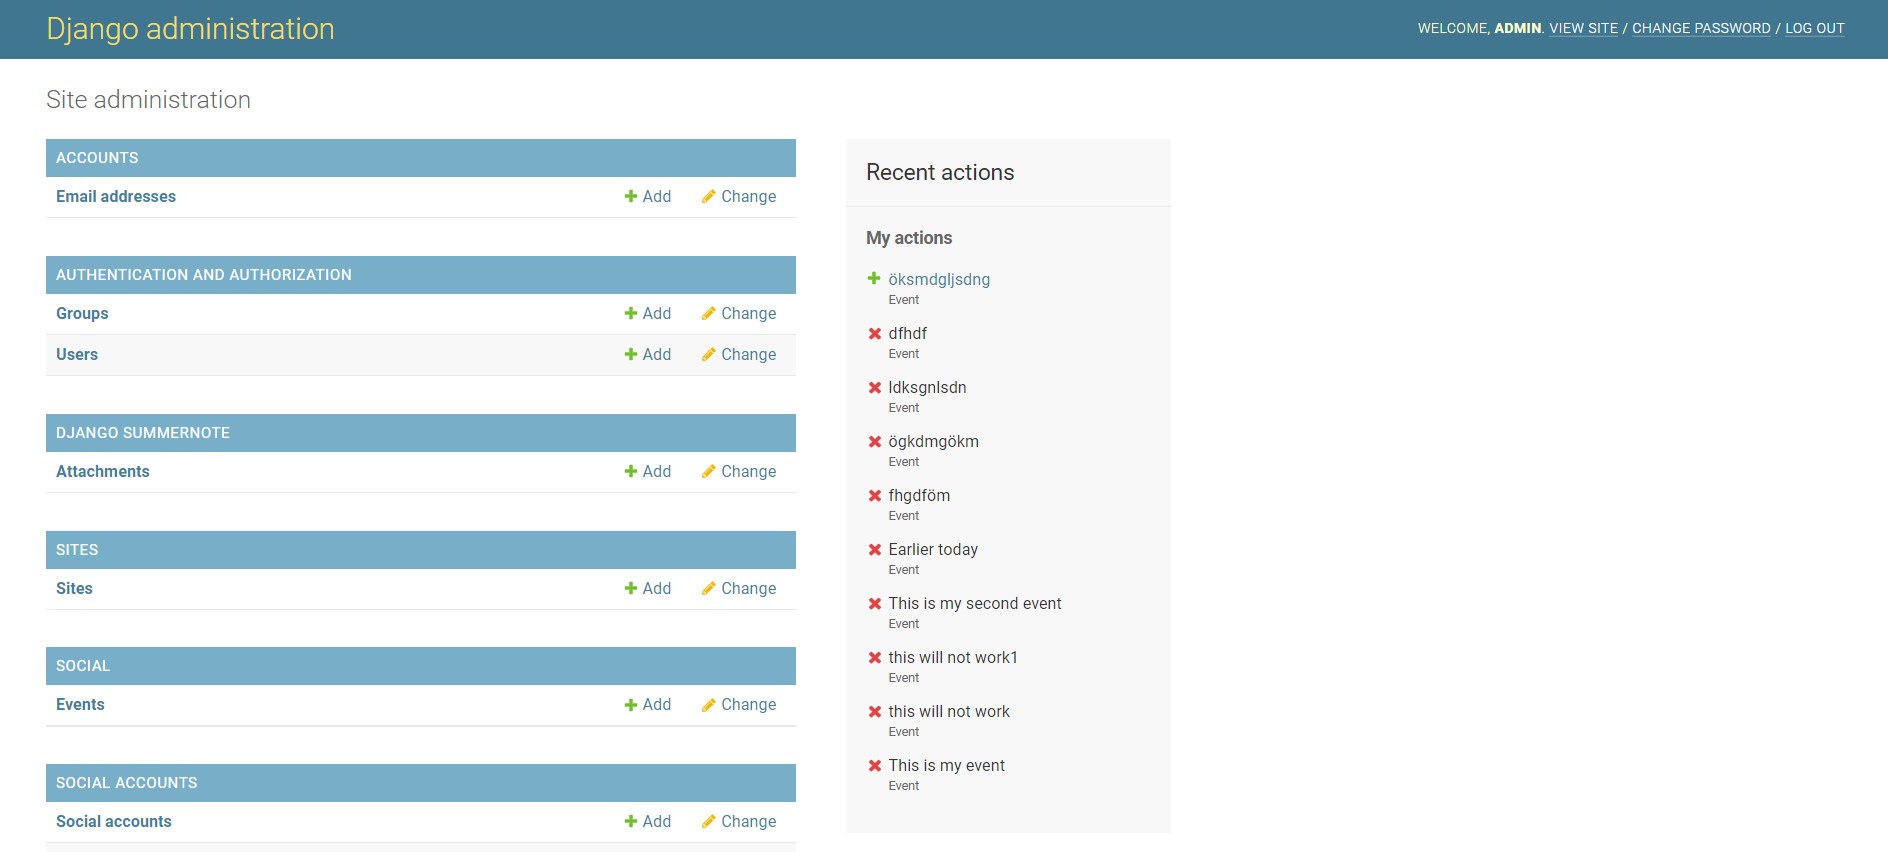 Django administration
WELCOME, ADMIN. VIEW SITE / CHANGE PASSWORD / LOG OUT
Site administration
ACCOUNTS
Email addresses Add Change
AUTHENTICATION AND AUTHORIZATION
Groups Add Change
Users Add Change
DJANGO SUMMERNOTE
Attachments Add Change
SITES
Sites Add Change
SOCIAL
Events Add Change
SOCIAL ACCOUNTS
Social accounts Add Change
Recent actions
My actions
öksmdgljsdng
Event
dfhdf
Event
ldksgnlsdn
Event
ögkdmgökm
Event
fhgdföm
Event
Earlier today
Event
This is my second event
Event
this will not work1
Event
this will not work
Event
This is my event
Event